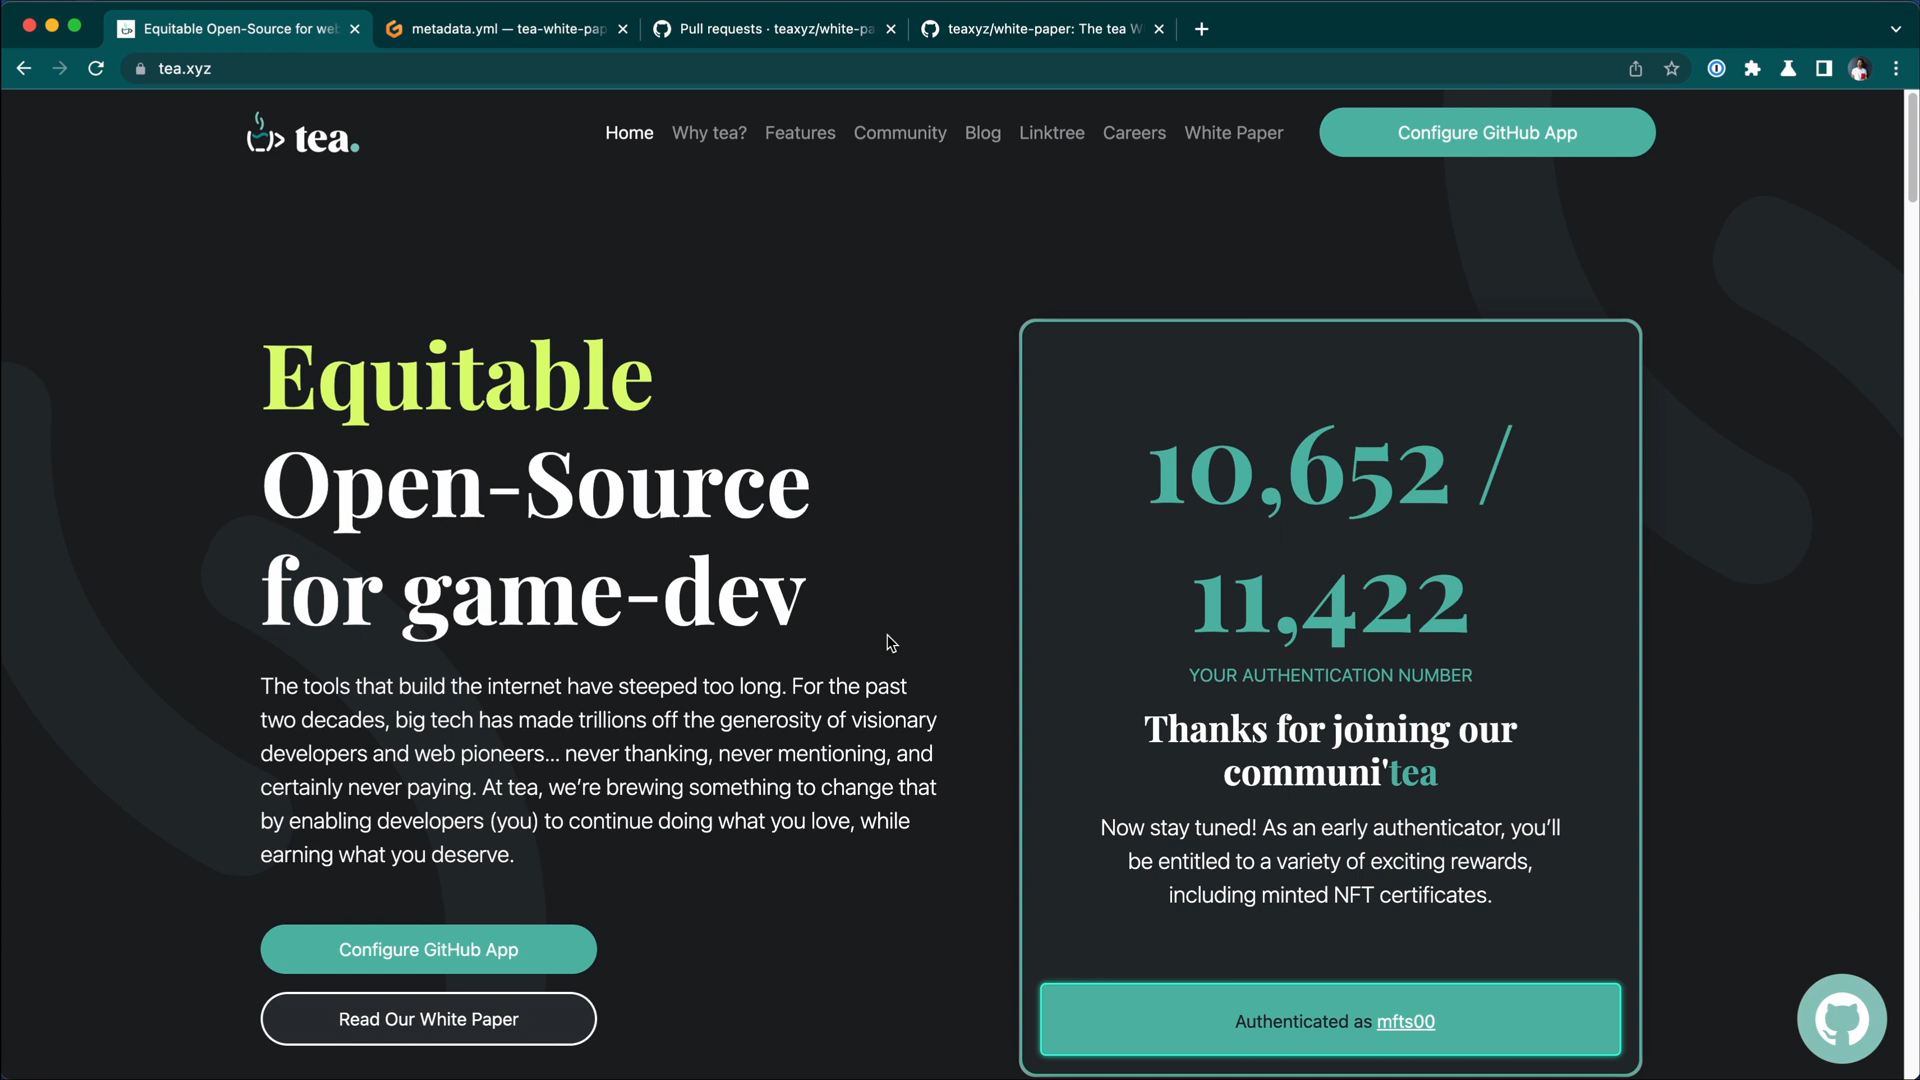 Equitable Open-Source for we
metadata.yml — tea-white-pap
Pull requests · teaxyz/white-pa
teaxyz/white-paper: The tea W
tea.xyz
tea.
Home
Why tea?
Features
Community
Blog
Linktree
Careers
White Paper
Configure GitHub App
Equitable
Open-Source
for game-dev
The tools that build the internet have steeped too long. For the past
two decades, big tech has made trillions off the generosity of visionary
developers and web pioneers... never thanking, never mentioning, and
certainly never paying. At tea, we’re brewing something to change that
by enabling developers (you) to continue doing what you love, while
earning what you deserve.
Configure GitHub App
Read Our White Paper
10,652 /
11,422
YOUR AUTHENTICATION NUMBER
Thanks for joining our
communi'tea
Now stay tuned! As an early authenticator, you’ll
be entitled to a variety of exciting rewards,
including minted NFT certificates.
Authenticated as mfts00